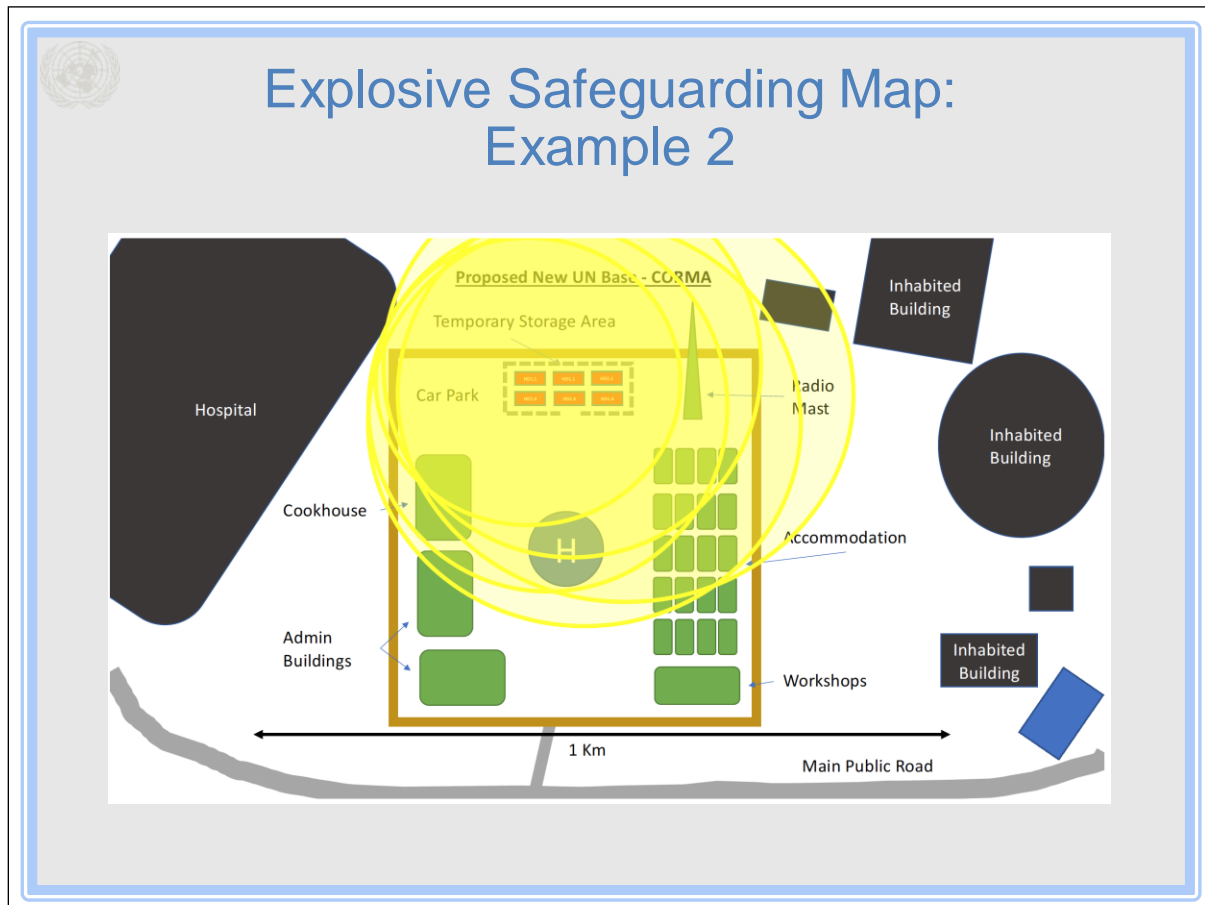 Explosive Safeguarding Map:
Example 2
Proposed New UN Base - CORMA
Temporary Storage Area
Car Park
Hospital
Radio
Mast
Inhabited
Building
Inhabited
Building
Cookhouse
H
Accommodation
Admin
Buildings
Inhabited
Building
Workshops
1 Km
Main Public Road